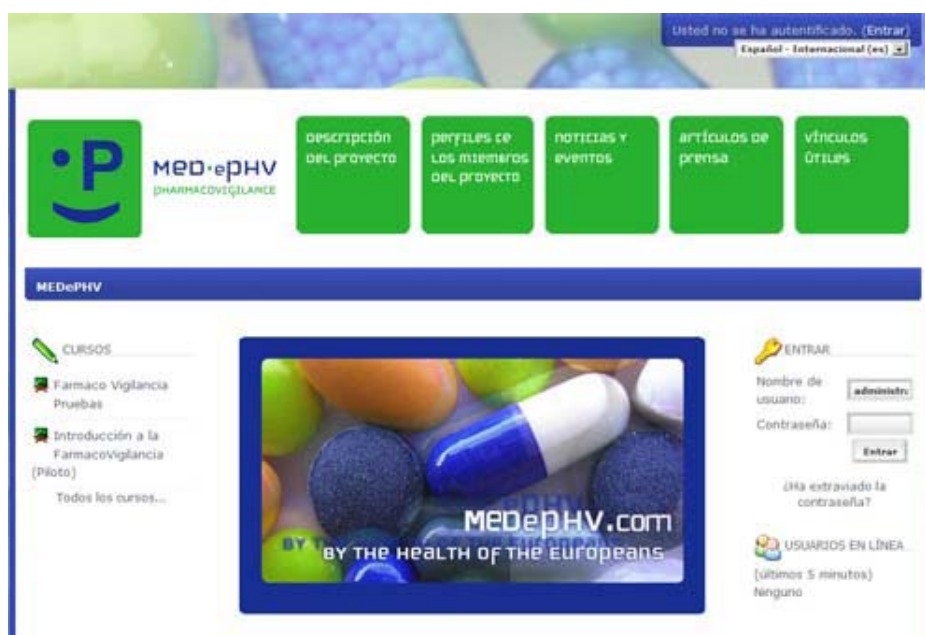 Usted no se ha autentificado. (Entrar)
Español - Internacional (es)
•P
MED·ePHV
PHARMACOVIGILANCE
DESCRIPCIÓN
DEL PROYECTO
PERFILES DE
LOS MIEMBROS
DEL PROYECTO
NOTICIAS Y
EVENTOS
ARTÍCULOS DE
PRENSA
VÍNCULOS
ÚTILES
MEDePHV
CURSOS
Farmaco Vigilancia
Pruebas
Introducción a la
FarmacoVigilancia
(Piloto)
Todos los cursos...
MEDePHV.com
BY THE HEALTH OF THE EUROPEANS
ENTRAR
Nombre de
usuario:
administra
Contraseña:
Entrar
¿Ha extraviado la
contraseña?
USUARIOS EN LÍNEA
(últimos 5 minutos)
Ninguno